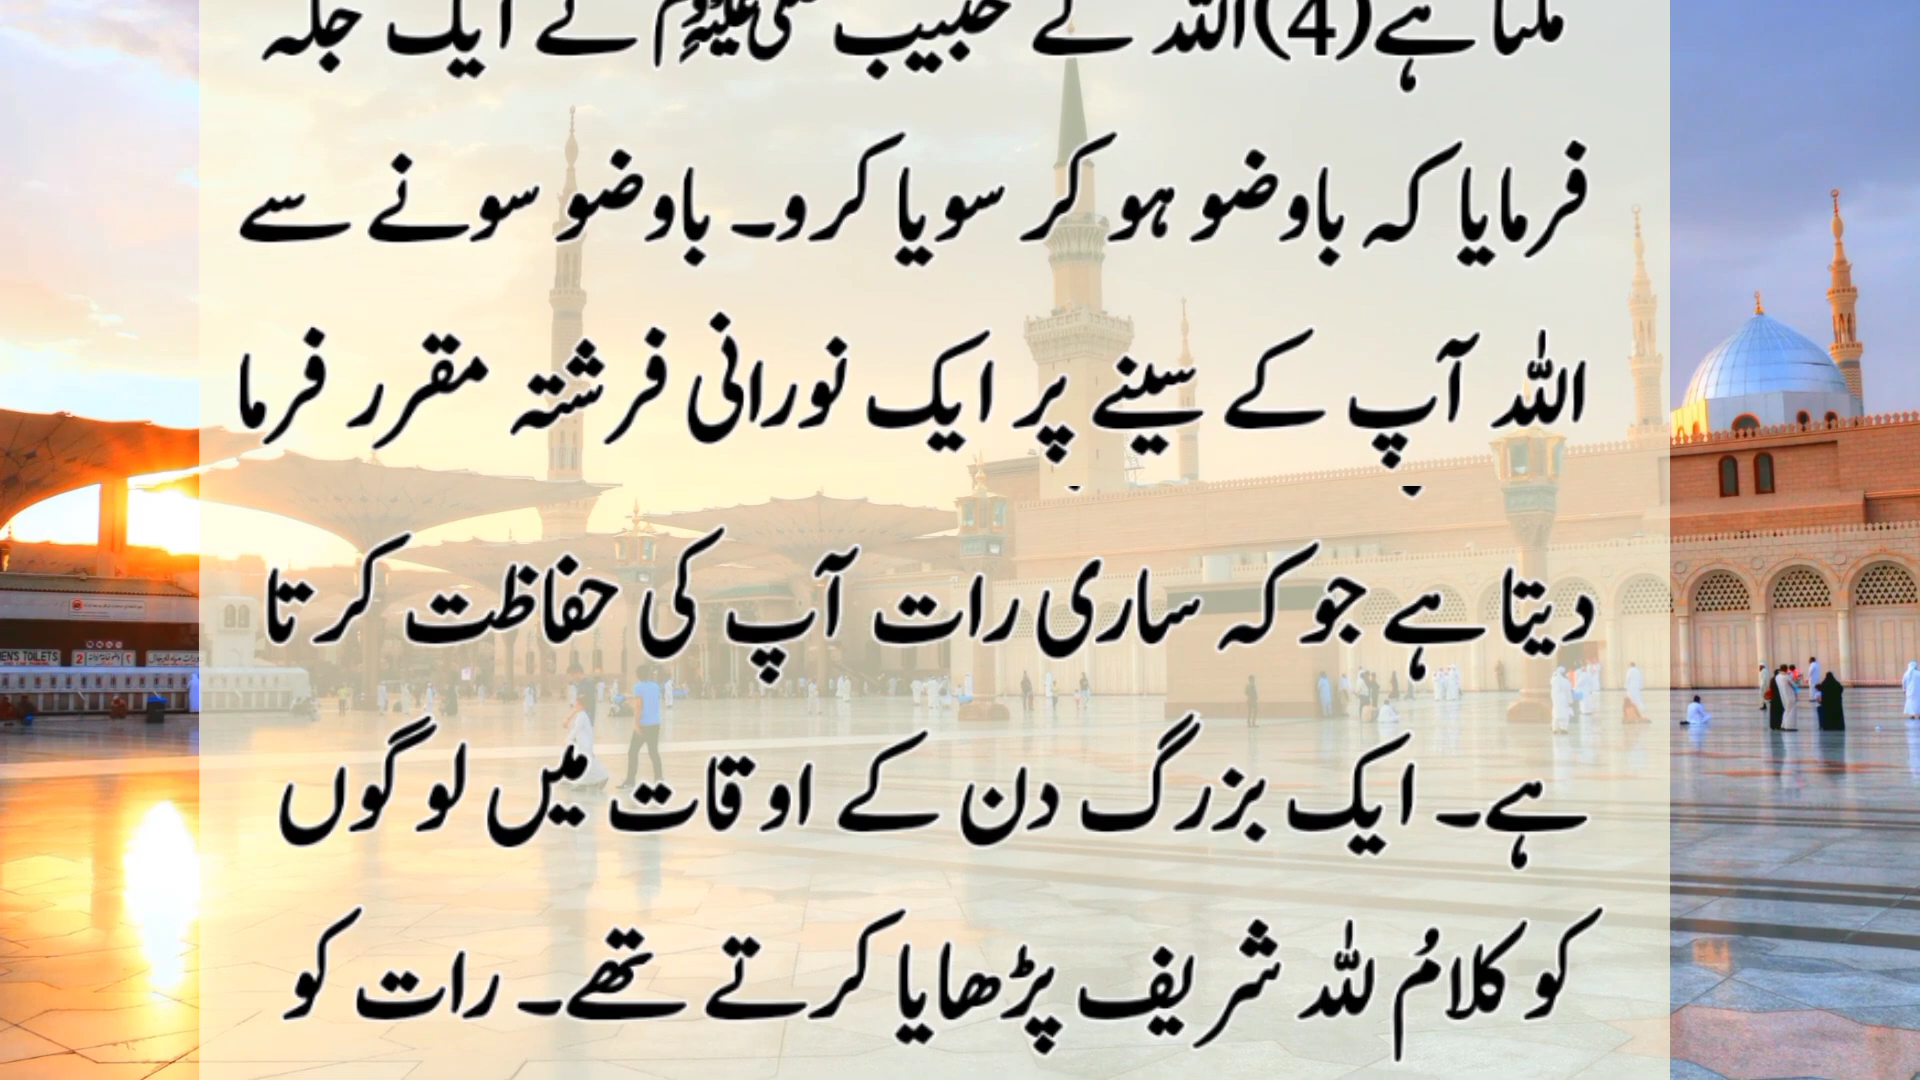 ملتا ہے(4)اللہ کے حبیب ﷺ نے ایک جگہ
فرمایا کہ باوضو ہو کر سویا کرو۔ باوضو سونے سے
اللہ آپ کے سینے پر ایک نورانی فرشتہ مقرر فرما
دیتا ہے جو کہ ساری رات آپ کی حفاظت کرتا
ہے۔ ایک بزرگ دن کے اوقات میں لوگوں
کو کلامُ للہ شریف پڑھایا کرتے تھے۔ رات کو
MEN'S TOILETS
2